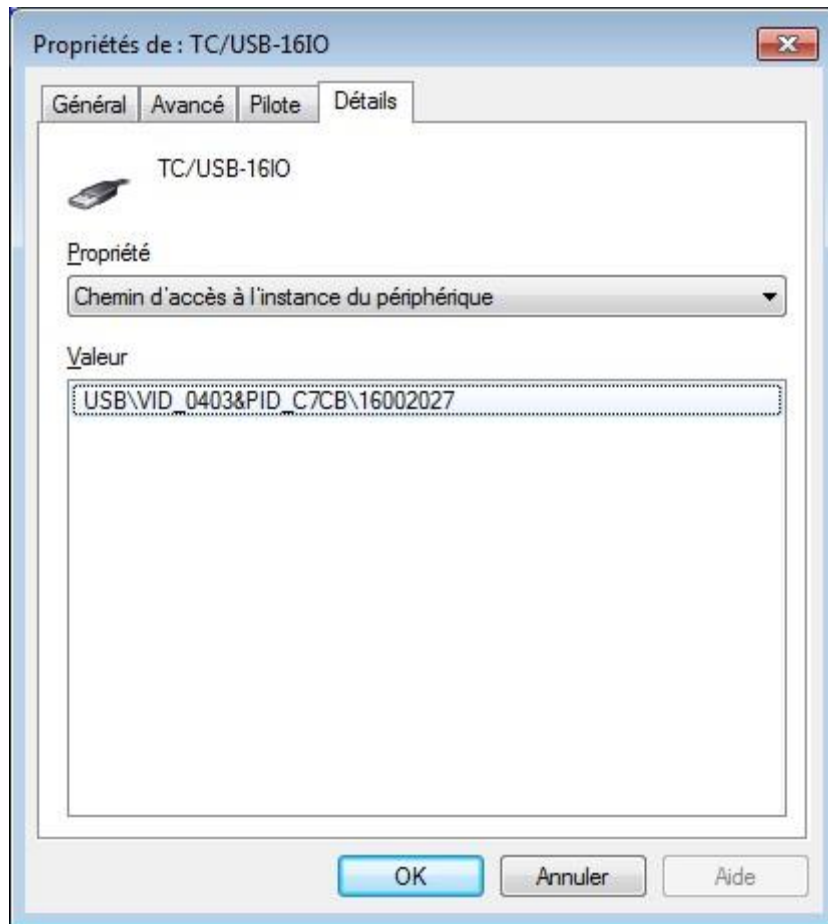 Propriétés de : TC/USB-16IO
Général Avancé Pilote Détails
TC/USB-16IO
Propriété
Chemin d'accès à l'instance du périphérique
Valeur
USB\VID_0403&PID_C7CB\16002027
OK Annuler Aide